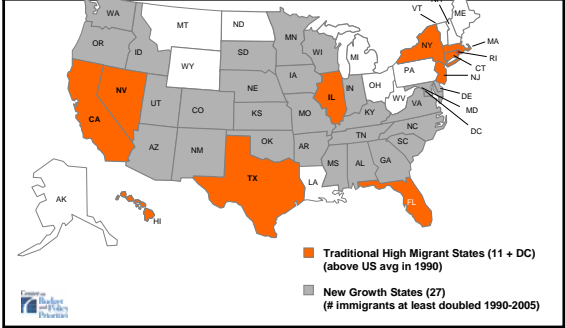 WA
MT
ND
VT
ME
OR
ID
MN
WI
MI
NY
MA
RI
CT
NJ
SD
WY
IA
NE
PA
OH
IN
IL
NV
UT
CO
KS
MO
KY
WV
VA
DE
MD
DC
CA
AZ
NM
OK
AR
TN
NC
SC
MS
AL
GA
TX
LA
FL
AK
HI
Traditional High Migrant States (11 + DC)
(above US avg in 1990)
New Growth States (27)
(# immigrants at least doubled 1990-2005)
Center on
Budget
and Policy
Priorities